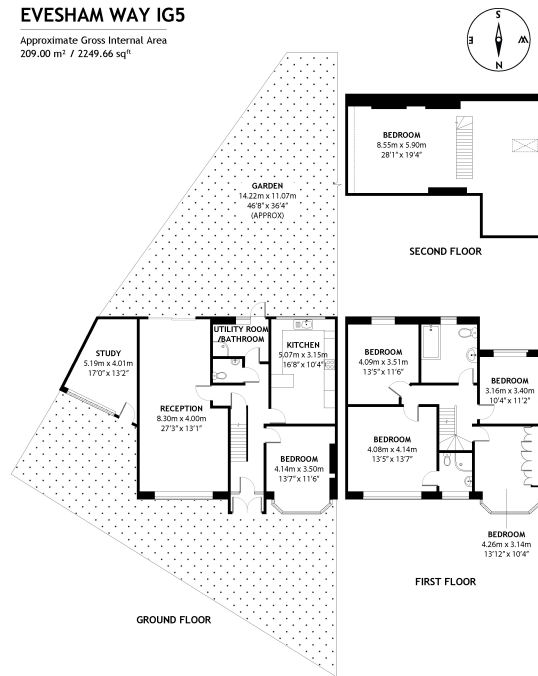 EVESHAM WAY IG5
Approximate Gross Internal Area
209.00 m² / 2249.66 sqft
S
E
W
N
BEDROOM
8.55m x 5.90m
28'1" x 19'4"
SECOND FLOOR
GARDEN
14.22m x 11.07m
46'8" x 36'4"
(APPROX)
UTILITY ROOM
/BATHROOM
KITCHEN
5.07m x 3.15m
16'8" x 10'4"
STUDY
5.19m x 4.01m
17'0" x 13'2"
RECEPTION
8.30m x 4.00m
27'3" x 13'1"
BEDROOM
4.14m x 3.50m
13'7" x 11'6"
GROUND FLOOR
BEDROOM
4.09m x 3.51m
13'5" x 11'6"
BEDROOM
3.16m x 3.40m
10'4" x 11'2"
BEDROOM
4.08m x 4.14m
13'5" x 13'7"
BEDROOM
4.26m x 3.14m
13'12" x 10'4"
FIRST FLOOR